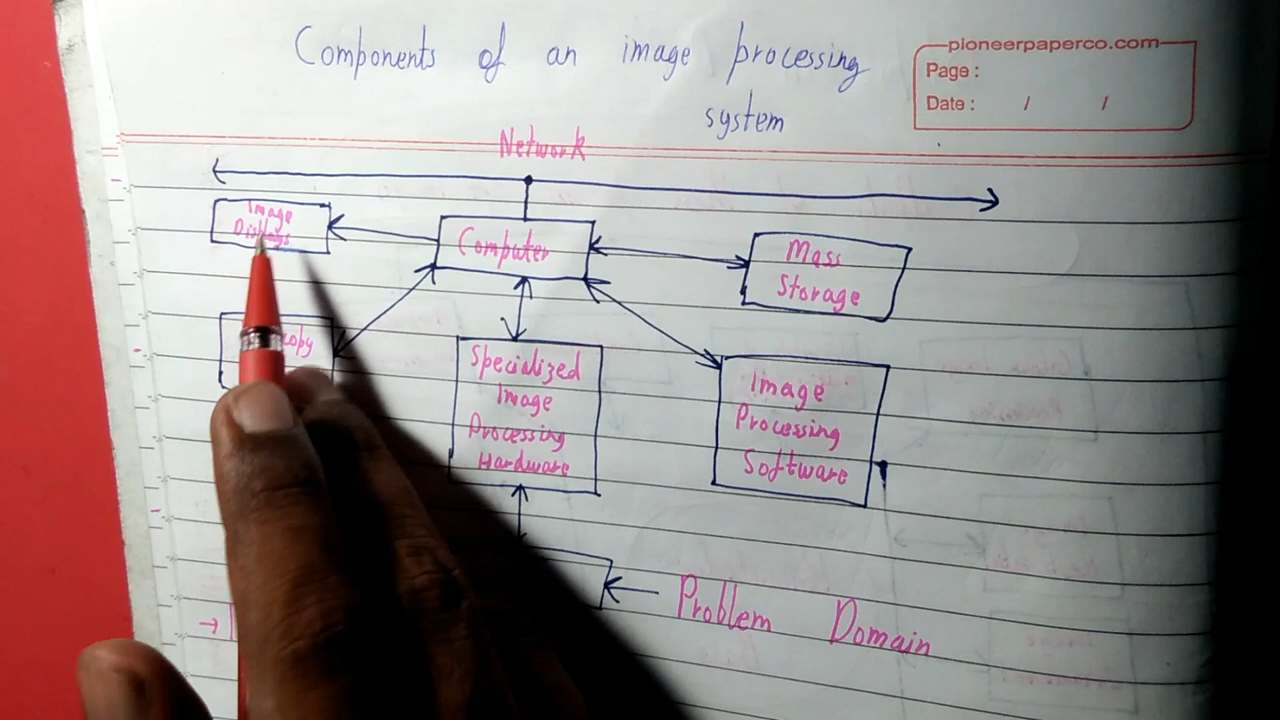 Components of an image processing
system
pioneerpaperco.com
Page :
Date : / /
Network
Image
Displays
Computer
Mass
Storage
copy
Specialized
Image
Processing
Hardware
Image
Processing
Software
Problem Domain